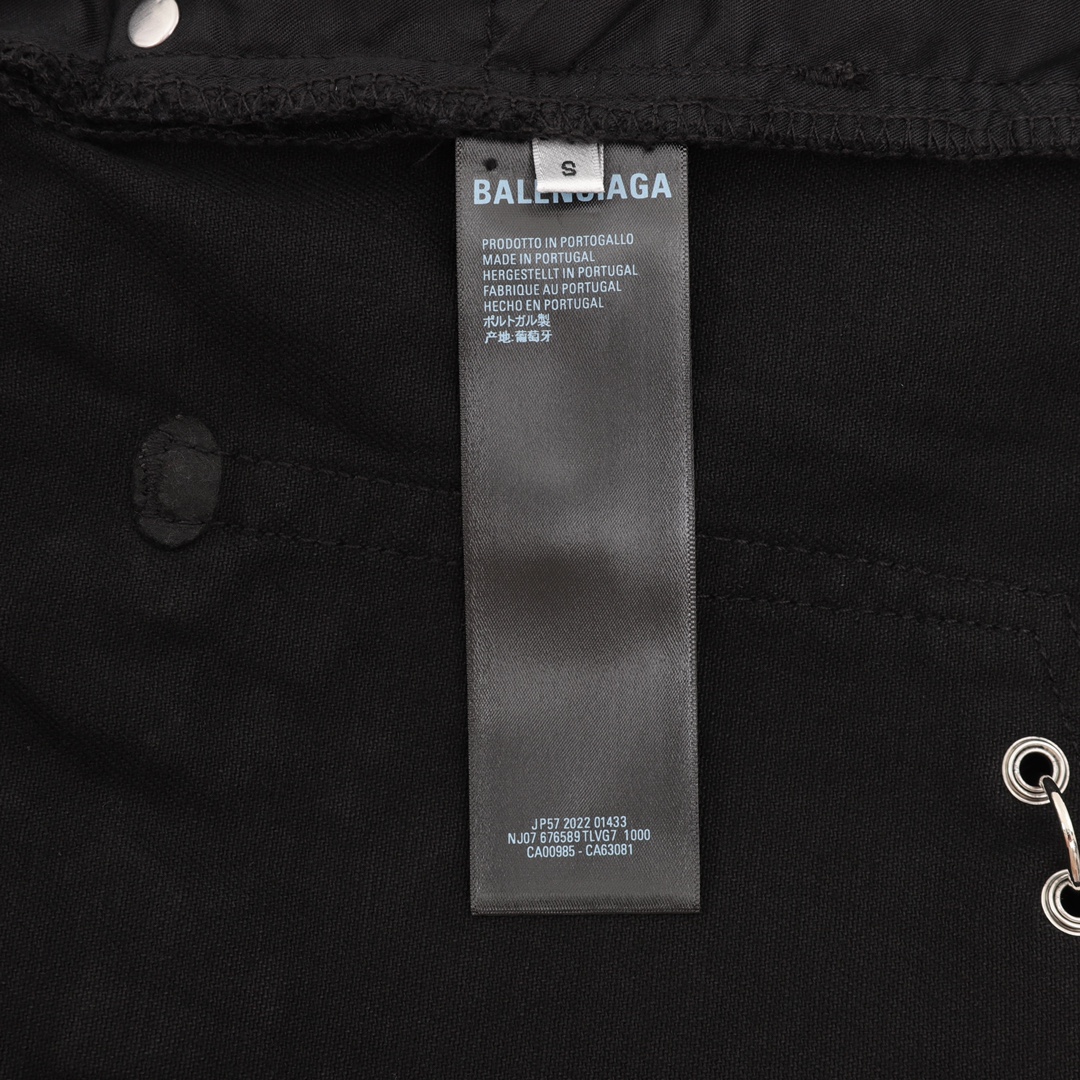 S
BALENCIAGA
PRODOTTO IN PORTOGALLO
MADE IN PORTUGAL
HERGESTELLT IN PORTUGAL
FABRIQUE AU PORTUGAL
HECHO EN PORTUGAL
ポルトガル製
产地:葡萄牙
JP57 2022 01433
NJ07 676589 TLVG7 1000
CA00985 - CA63081